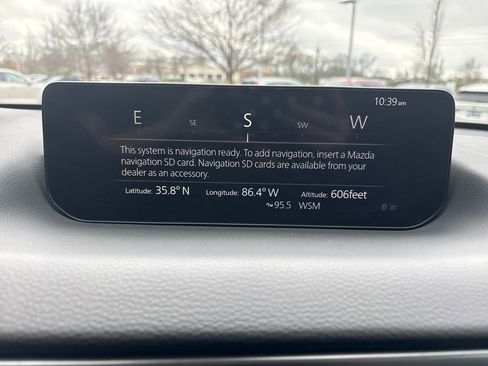 10:39am
E SE S SW W
This system is navigation ready. To add navigation, insert a Mazda
navigation SD card. Navigation SD cards are available from your
dealer as an accessory.
Latitude: 35.8° N Longitude: 86.4° W Altitude: 606feet
95.5 WSM